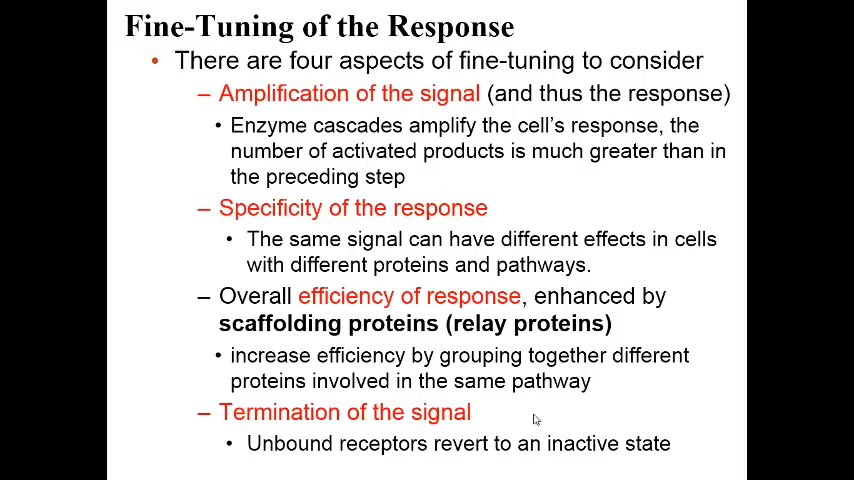 Fine-Tuning of the Response
• There are four aspects of fine-tuning to consider
– Amplification of the signal (and thus the response)
• Enzyme cascades amplify the cell's response, the
number of activated products is much greater than in
the preceding step
– Specificity of the response
• The same signal can have different effects in cells
with different proteins and pathways.
– Overall efficiency of response, enhanced by
scaffolding proteins (relay proteins)
• increase efficiency by grouping together different
proteins involved in the same pathway
– Termination of the signal
• Unbound receptors revert to an inactive state